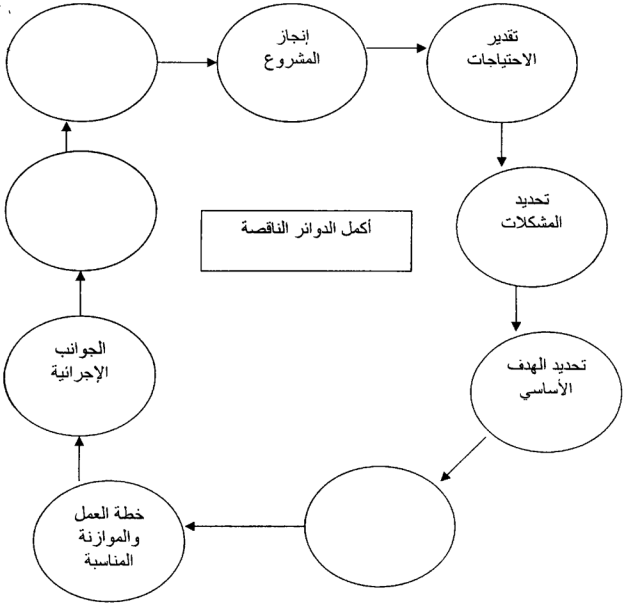 إنجاز
المشروع
تقدير
الاحتياجات
تحديد
المشكلات
أكمل الدوائر الناقصة
تحديد الهدف
الأساسي
الجوانب
الإجرائية
خطة العمل
والموازنة
المناسبة